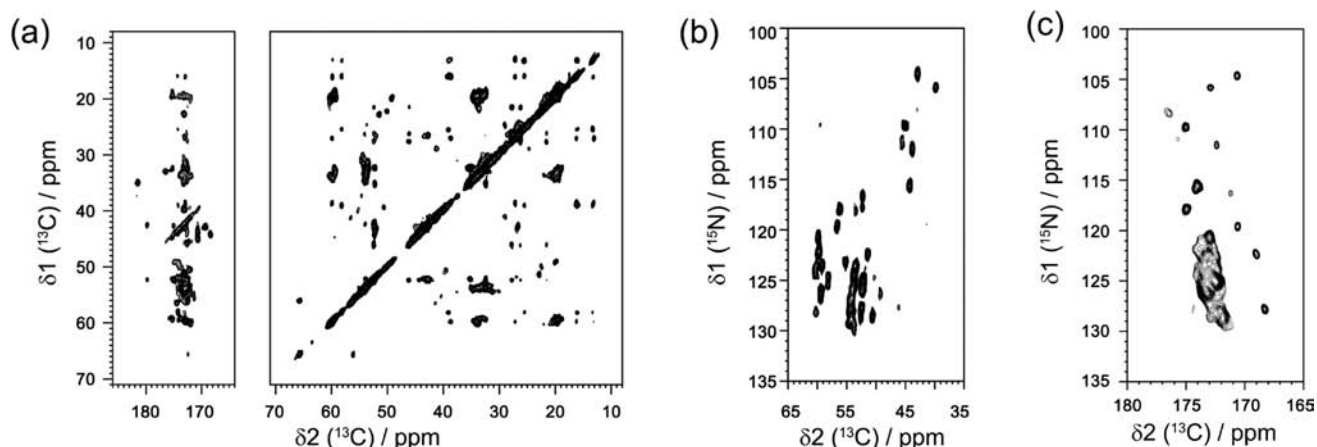 (a)
10
20
30
40
50
60
70
δ1 (¹³C) / ppm
180 170
70 60 50 40 30 20 10
δ2 (¹³C) / ppm
(b)
100
105
110
115
120
125
130
135
δ1 (¹⁵N) / ppm
65 55 45 35
δ2 (¹³C) / ppm
(c)
100
105
110
115
120
125
130
135
δ1 (¹⁵N) / ppm
180 175 170 165
δ2 (¹³C) / ppm